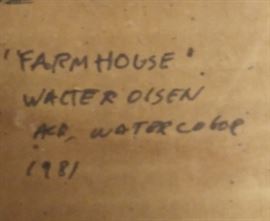 "FARMHOUSE"
WALTER OLSEN
ACR, WATERCOLOR
1981